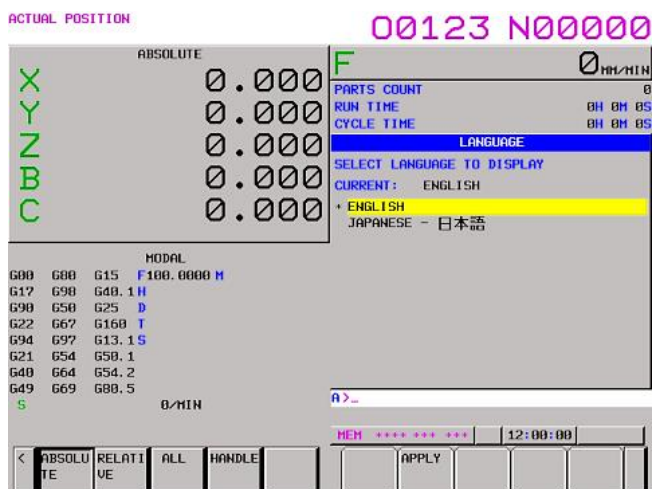 ACTUAL POSITION
O0123 N00000
ABSOLUTE
X 0.000
Y 0.000
Z 0.000
B 0.000
C 0.000
F 0 MM/MIN
PARTS COUNT 0
RUN TIME 0H 0M 0S
CYCLE TIME 0H 0M 0S
LANGUAGE
SELECT LANGUAGE TO DISPLAY
CURRENT: ENGLISH
+ ENGLISH
JAPANESE - 日本語
MODAL
G00 G80 G15 F100.0000 M
G17 G98 G40.1 H
G90 G50 G25 D
G22 G67 G160 T
G94 G97 G13.1 S
G21 G54 G50.1
G40 G64 G54.2
G49 G69 G80.5
S 0/MIN
A>_
MEM ++++ +++ +++ 12:00:00
< ABSOLU RELATI ALL HANDLE APPLY
TE VE